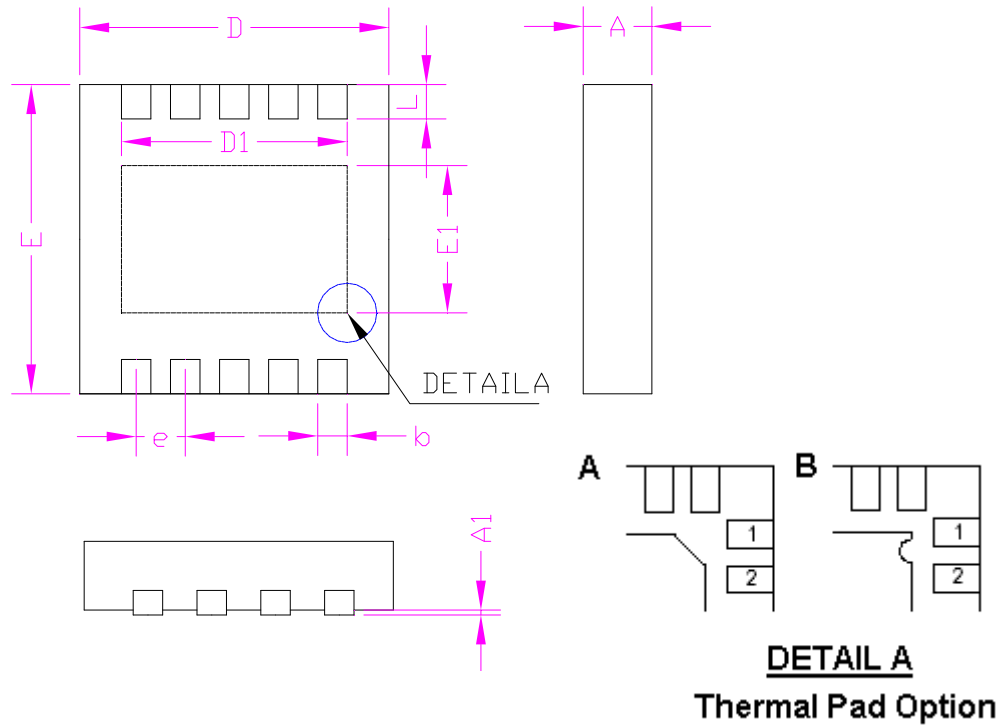 D
A
L
D1
E
E1
DETAILA
e
b
A1
A
B
1
1
2
2
DETAIL A
Thermal Pad Option